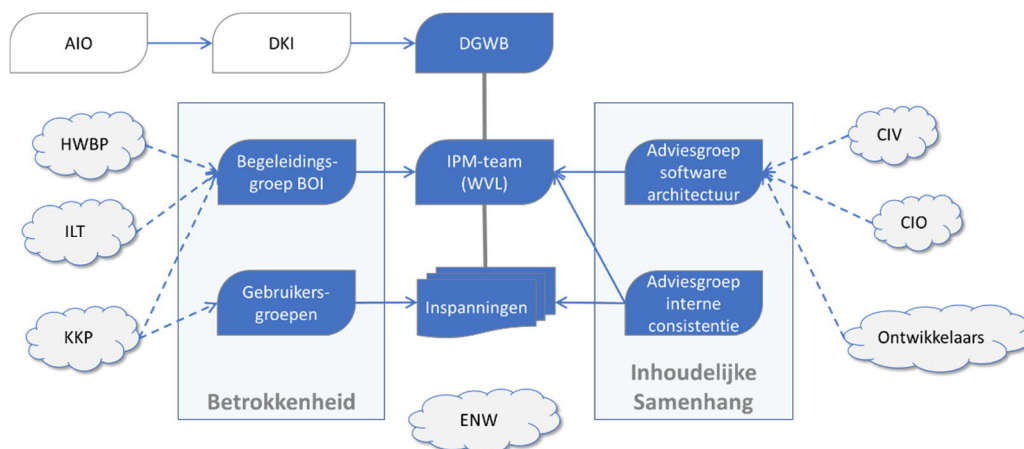 AIO
DKI
DGWB
HWBP
Begeleidings-
groep BOI
IPM-team
(WVL)
Adviesgroep
software
architectuur
CIV
ILT
CIO
KKP
Gebruikers-
groepen
Inspanningen
Adviesgroep
interne
consistentie
Ontwikkelaars
Betrokkenheid
ENW
Inhoudelijke
Samenhang